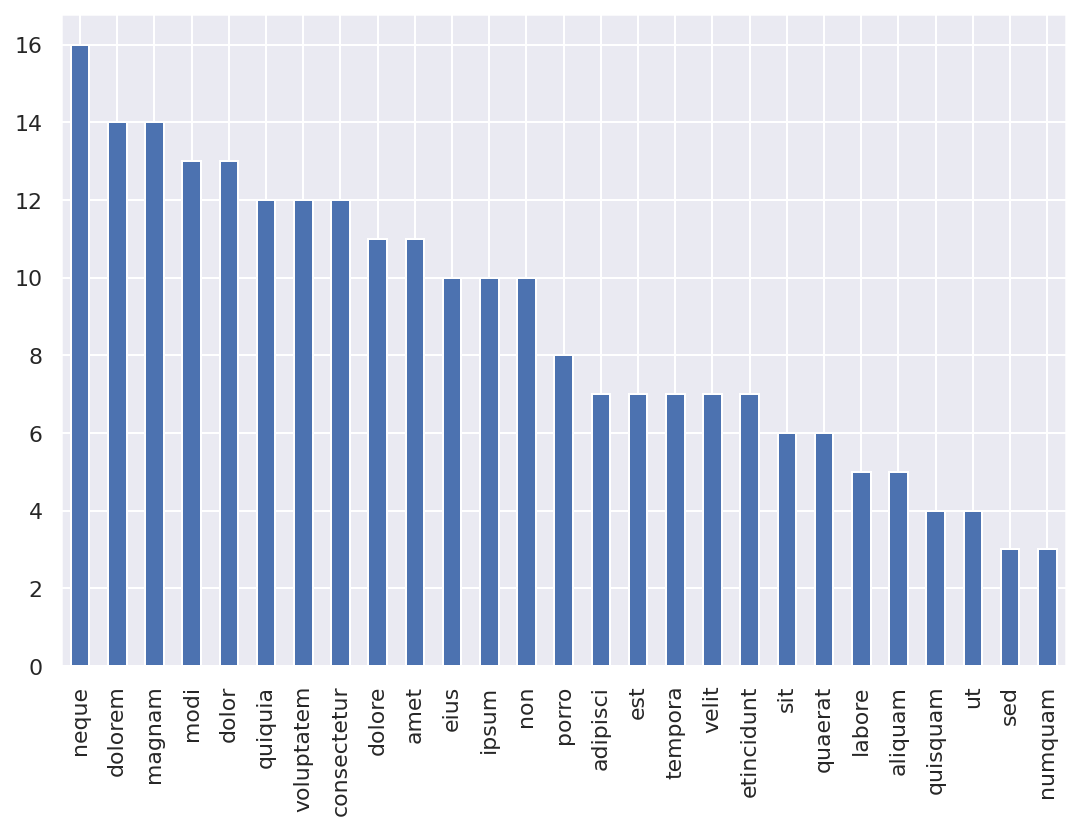 16
14
12
10
8
6
4
2
0
neque
dolorem
magnam
modi
dolor
quiquia
voluptatem
consectetur
dolore
amet
eius
ipsum
non
porro
adipisci
est
tempora
velit
etincidunt
sit
quaerat
labore
aliquam
quisquam
ut
sed
numquam